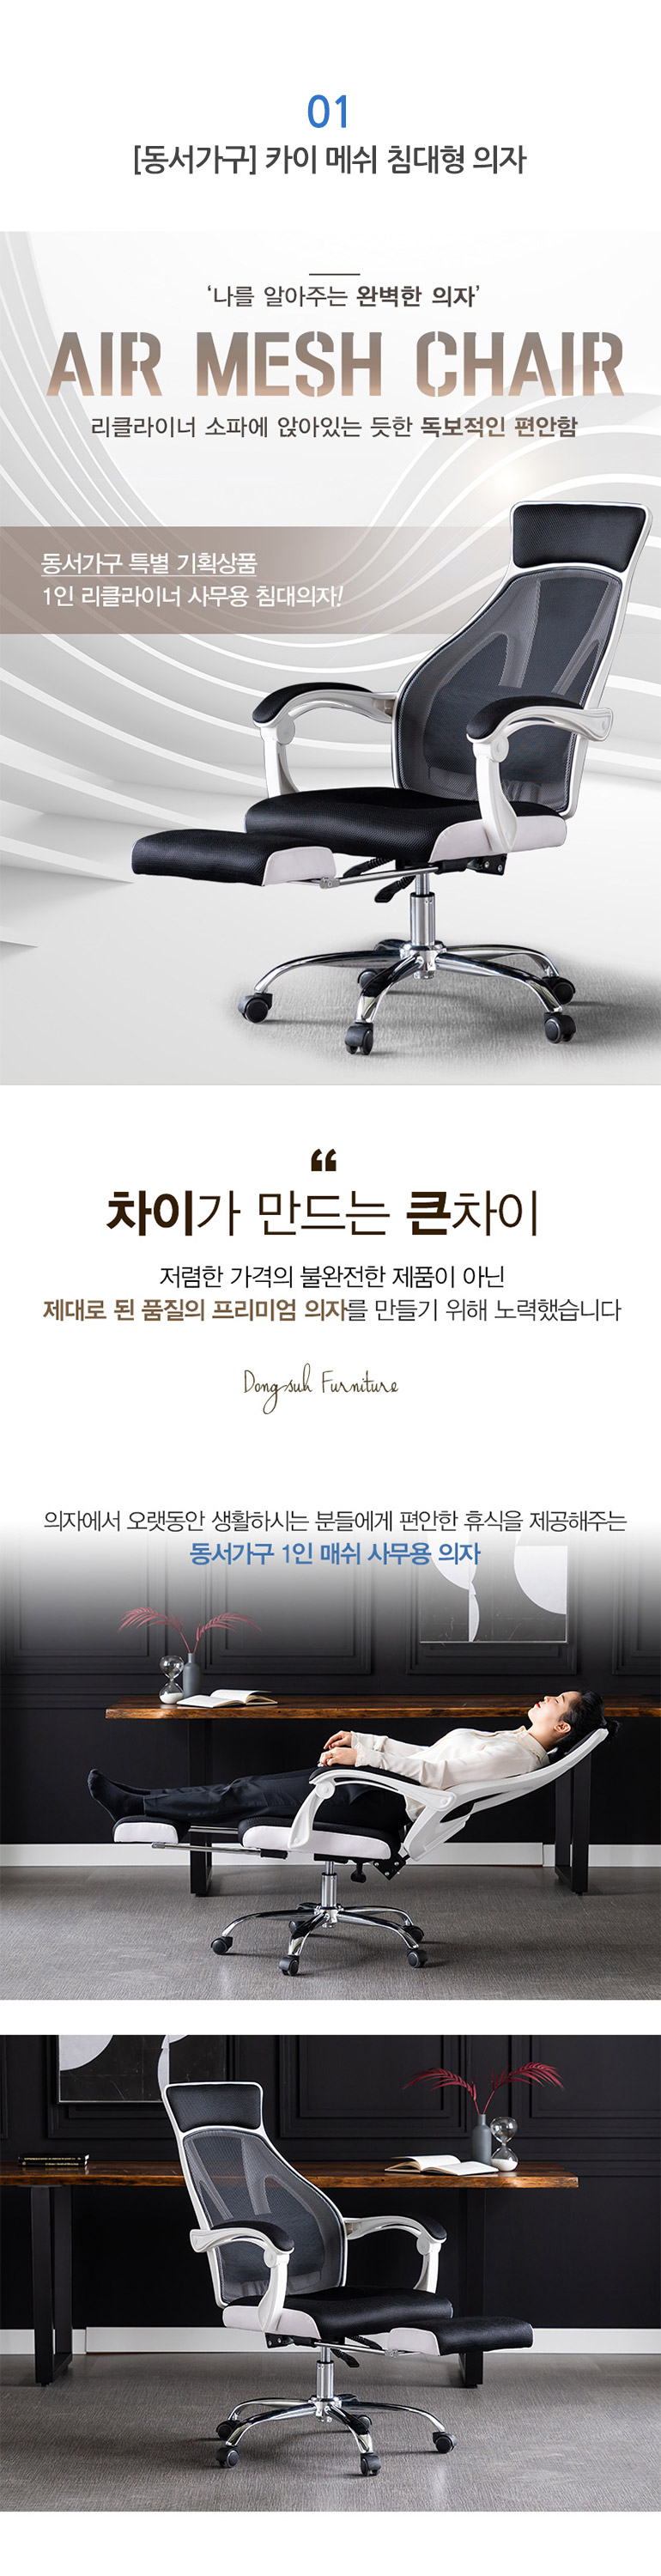 01
[동서가구] 카이 메쉬 침대형 의자
‘나를 알아주는 완벽한 의자’
AIR MESH CHAIR
리클라이너 소파에 앉아있는 듯한 독보적인 편안함
동서가구 특별 기획상품
1인 리클라이너 사무용 침대의자!
“
차이가 만드는 큰차이
저렴한 가격의 불완전한 제품이 아닌
제대로 된 품질의 프리미엄 의자를 만들기 위해 노력했습니다
Dong-suh Furniture
의자에서 오랫동안 생활하시는 분들에게 편안한 휴식을 제공해주는
동서가구 1인 매쉬 사무용 의자